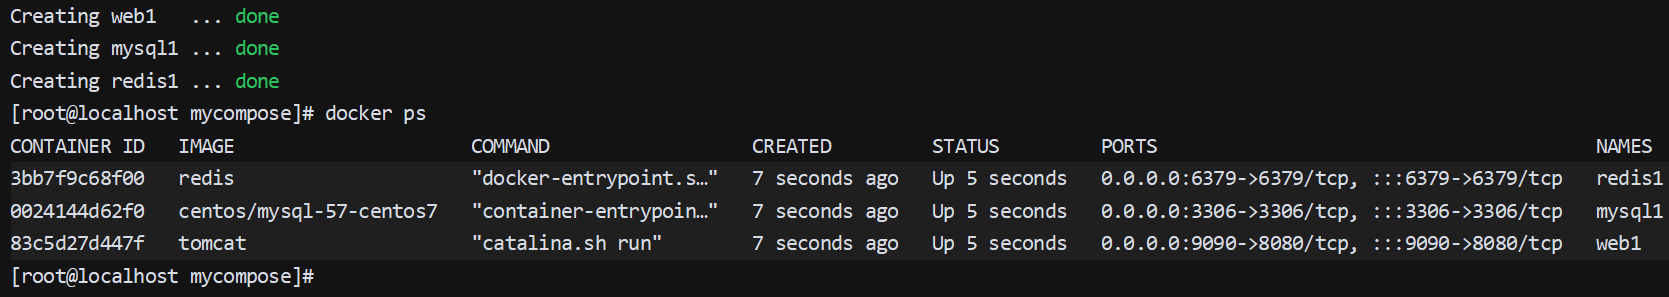 Creating web1   ... done
Creating mysql1 ... done
Creating redis1 ... done
[root@localhost mycompose]# docker ps
CONTAINER ID   IMAGE                    COMMAND                  CREATED         STATUS         PORTS                                       NAMES
3bb7f9c68f00   redis                    "docker-entrypoint.s…"   7 seconds ago   Up 5 seconds   0.0.0.0:6379->6379/tcp, :::6379->6379/tcp   redis1
0024144d62f0   centos/mysql-57-centos7   "container-entrypoin…"   7 seconds ago   Up 5 seconds   0.0.0.0:3306->3306/tcp, :::3306->3306/tcp   mysql1
83c5d27d447f   tomcat                   "catalina.sh run"        7 seconds ago   Up 5 seconds   0.0.0.0:9090->8080/tcp, :::9090->8080/tcp   web1
[root@localhost mycompose]#